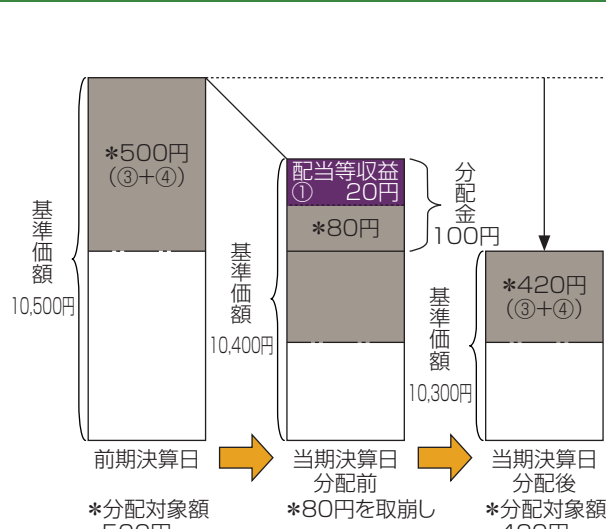 ＊500円
（③+④）
基準価額
10,500円
配当等収益
① 20円
＊80円
分配金
100円
基準価額
10,400円
＊420円
（③+④）
基準価額
10,300円
前期決算日
当期決算日
分配前
当期決算日
分配後
＊分配対象額
＊80円を取崩し
＊分配対象額